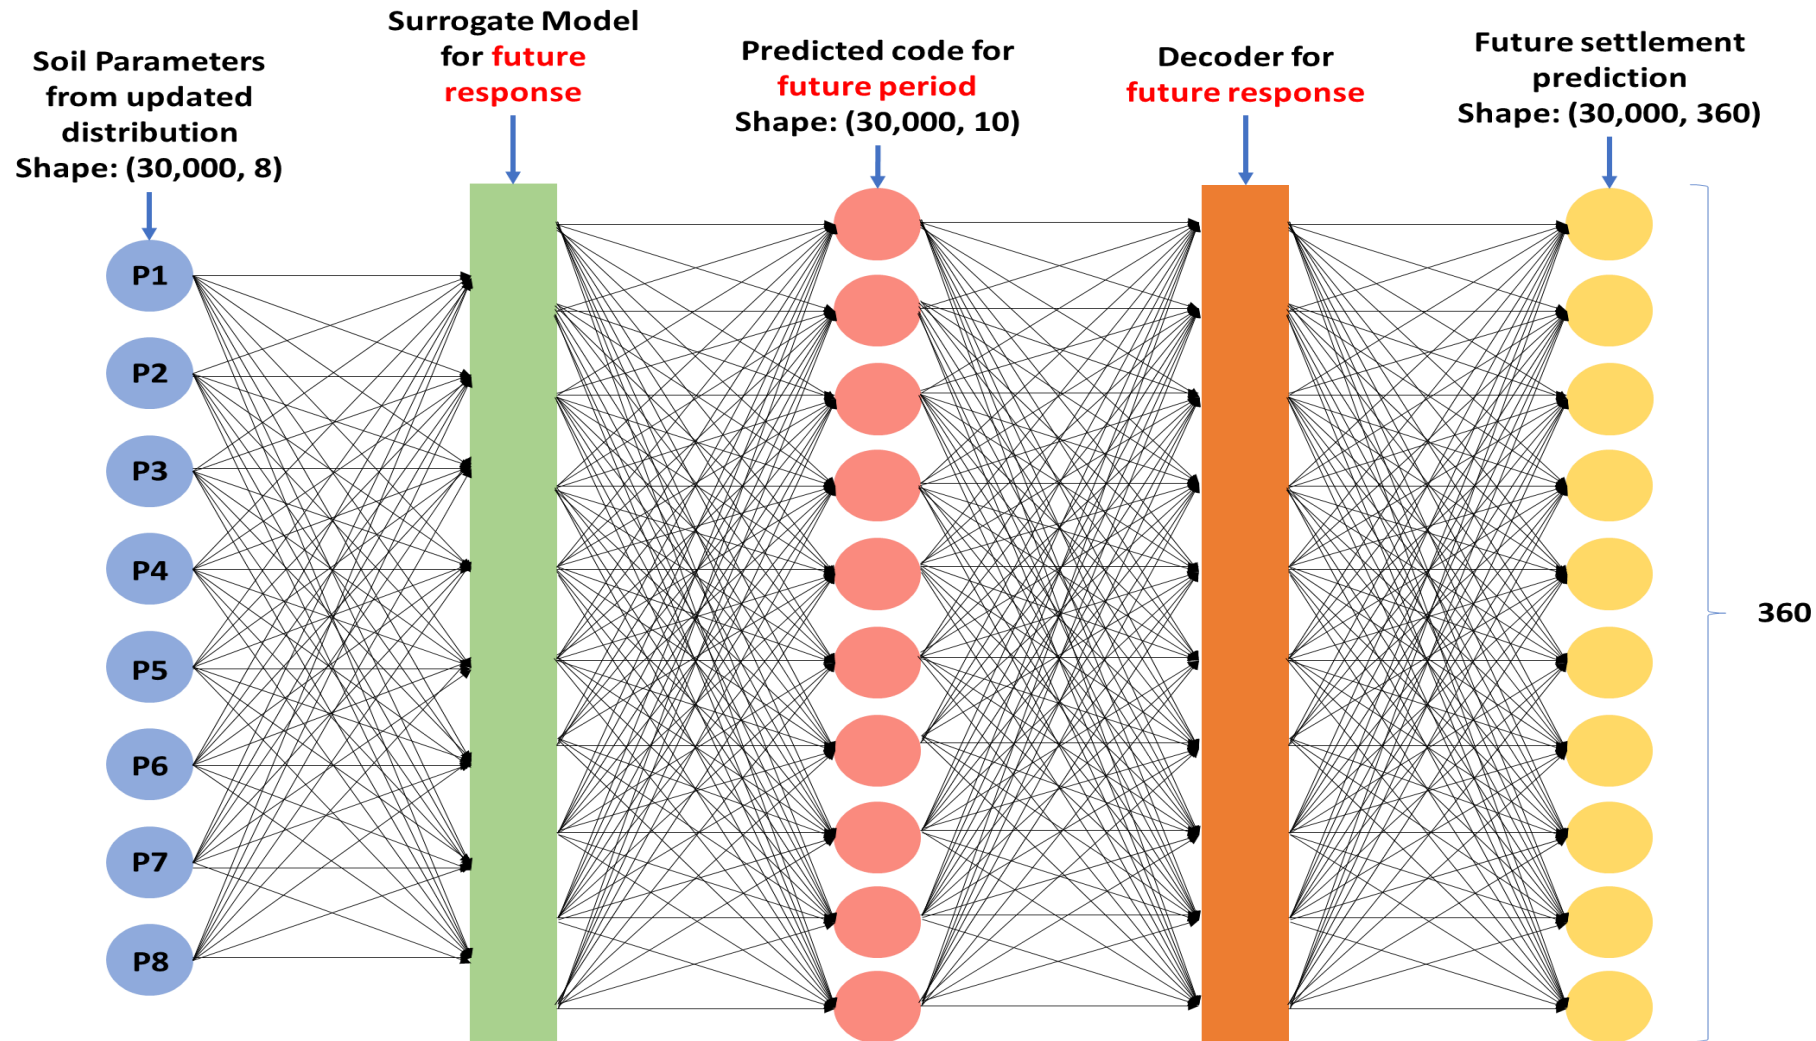 Soil Parameters
from updated
distribution
Shape: (30,000, 8)
Surrogate Model
for future
response
Predicted code for
future period
Shape: (30,000, 10)
Decoder for
future response
Future settlement
prediction
Shape: (30,000, 360)
P1
P2
P3
P4
P5
P6
P7
P8
360